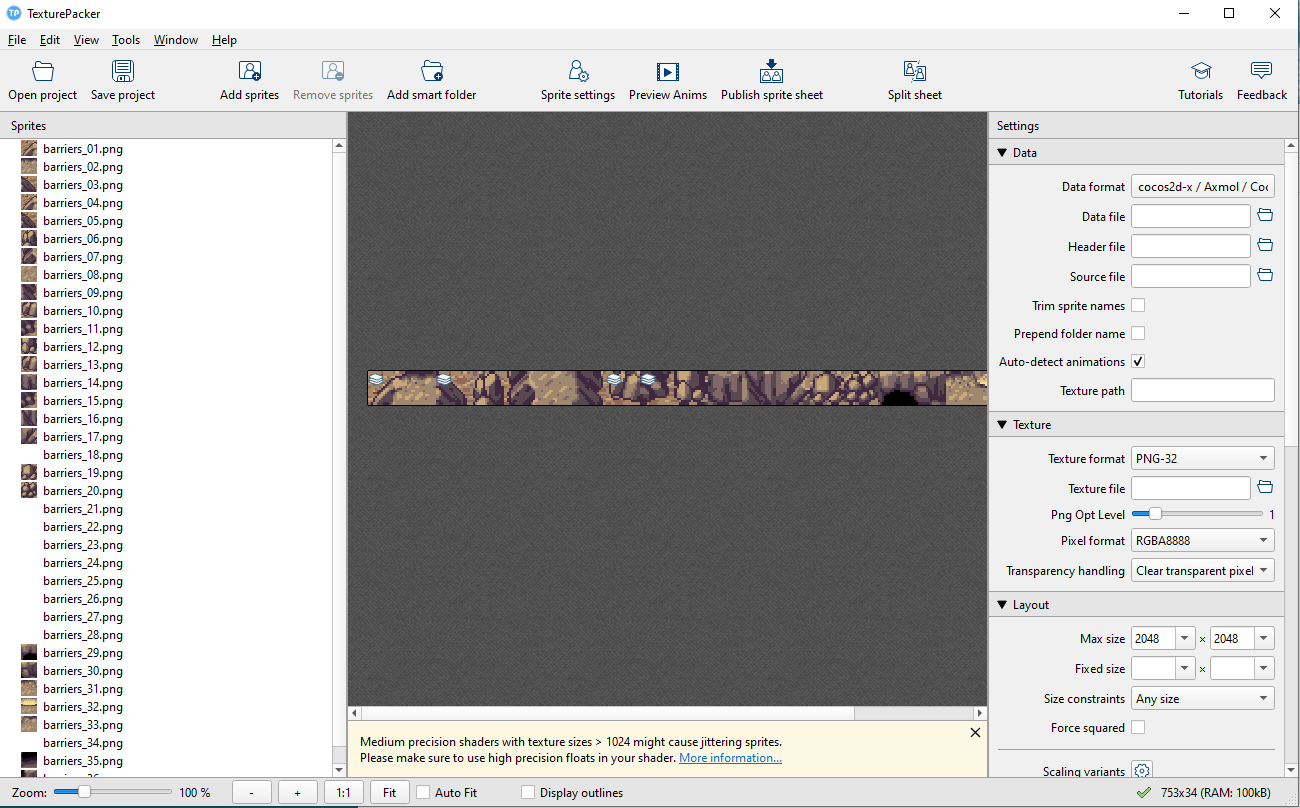 TexturePacker
File Edit View Tools Window Help
Open project Save project Add sprites Remove sprites Add smart folder Sprite settings Preview Anims Publish sprite sheet Split sheet Tutorials Feedback
Sprites
barriers_01.png
barriers_02.png
barriers_03.png
barriers_04.png
barriers_05.png
barriers_06.png
barriers_07.png
barriers_08.png
barriers_09.png
barriers_10.png
barriers_11.png
barriers_12.png
barriers_13.png
barriers_14.png
barriers_15.png
barriers_16.png
barriers_17.png
barriers_18.png
barriers_19.png
barriers_20.png
barriers_21.png
barriers_22.png
barriers_23.png
barriers_24.png
barriers_25.png
barriers_26.png
barriers_27.png
barriers_28.png
barriers_29.png
barriers_30.png
barriers_31.png
barriers_32.png
barriers_33.png
barriers_34.png
barriers_35.png
Medium precision shaders with texture sizes > 1024 might cause jittering sprites.
Please make sure to use high precision floats in your shader. More information...
Settings
Data
Data format cocos2d-x / Axmol / Coc
Data file
Header file
Source file
Trim sprite names
Prepend folder name
Auto-detect animations
Texture path
Texture
Texture format PNG-32
Texture file
Png Opt Level 1
Pixel format RGBA8888
Transparency handling Clear transparent pixel
Layout
Max size 2048 × 2048
Fixed size ×
Size constraints Any size
Force squared
Scaling variants
Zoom: 100 % - + 1:1 Fit Auto Fit Display outlines 753x34 (RAM: 100kB)